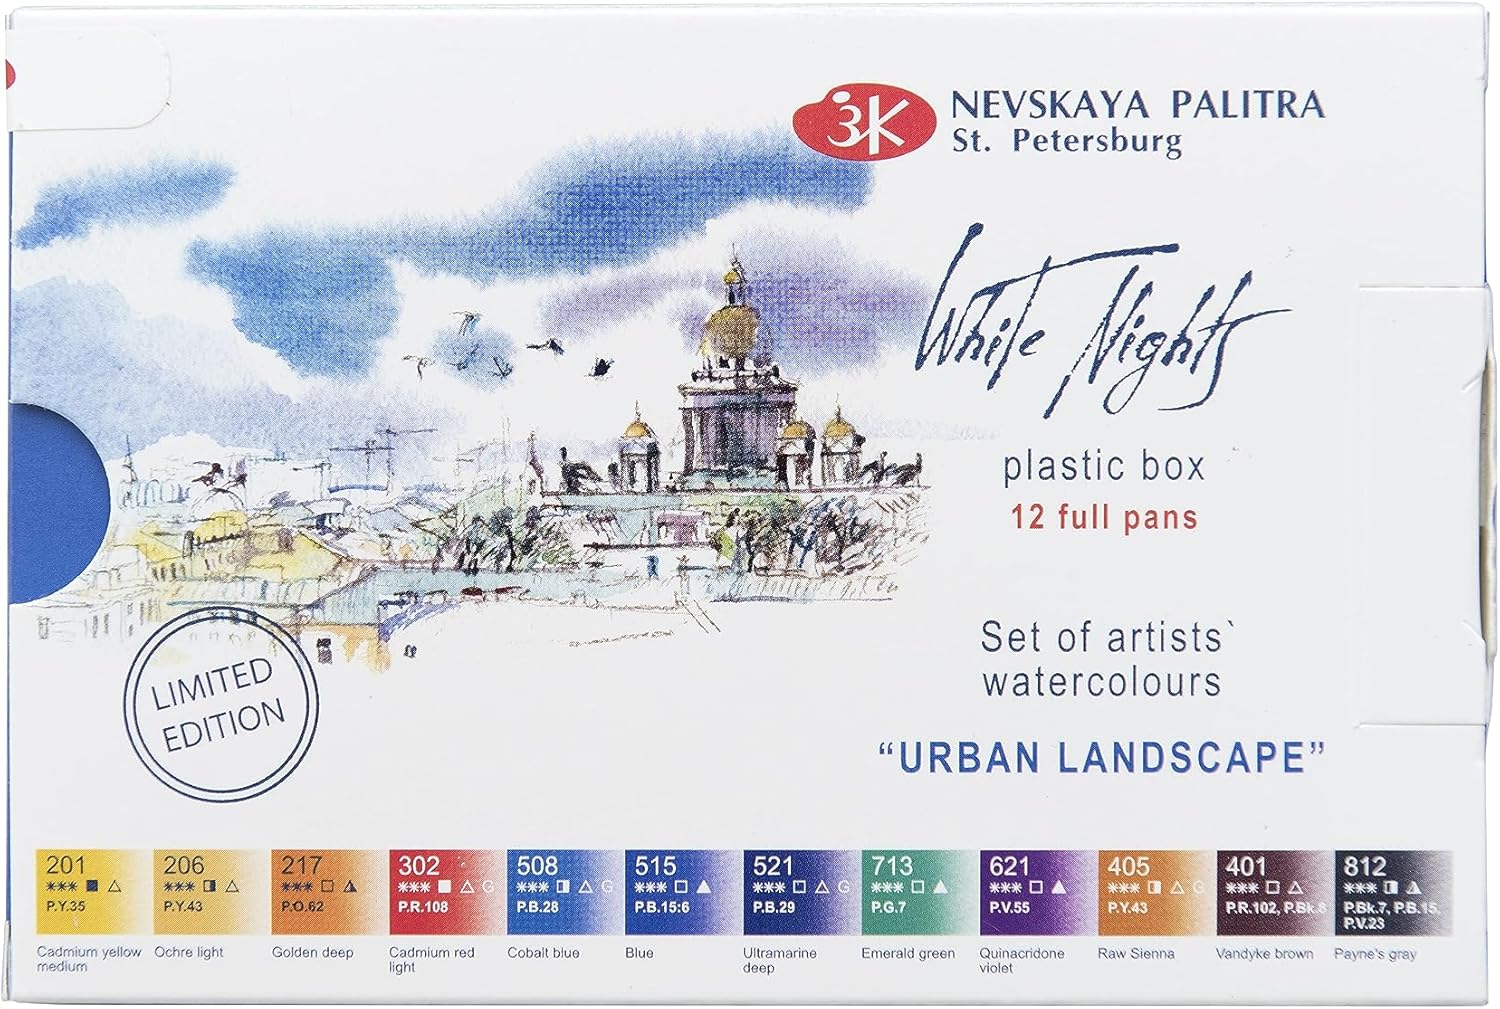 ЗК NEVSKAYA PALITRA
St. Petersburg
White Nights
plastic box
12 full pans
Set of artists`
watercolours
“URBAN LANDSCAPE”
LIMITED
EDITION
201
*** ■ △
P.Y.35
Cadmium yellow
medium
206
*** ◨ △
P.Y.43
Ochre light
217
*** □ ◮
P.O.62
Golden deep
302
*** ■ △ G
P.R.108
Cadmium red
light
508
*** ◨ △ G
P.B.28
Cobalt blue
515
*** □ ▲
P.B.15:6
Blue
521
*** □ △ G
P.B.29
Ultramarine
deep
713
*** □ ▲
P.G.7
Emerald green
621
*** □ ▲
P.V.55
Quinacridone
violet
405
*** ◨ △ G
P.Y.43
Raw Sienna
401
*** □ △
P.R.102, P.Bk.8
Vandyke brown
812
*** ◨ ◮
P.Bk.7, P.B.15,
P.V.23
Payne's gray